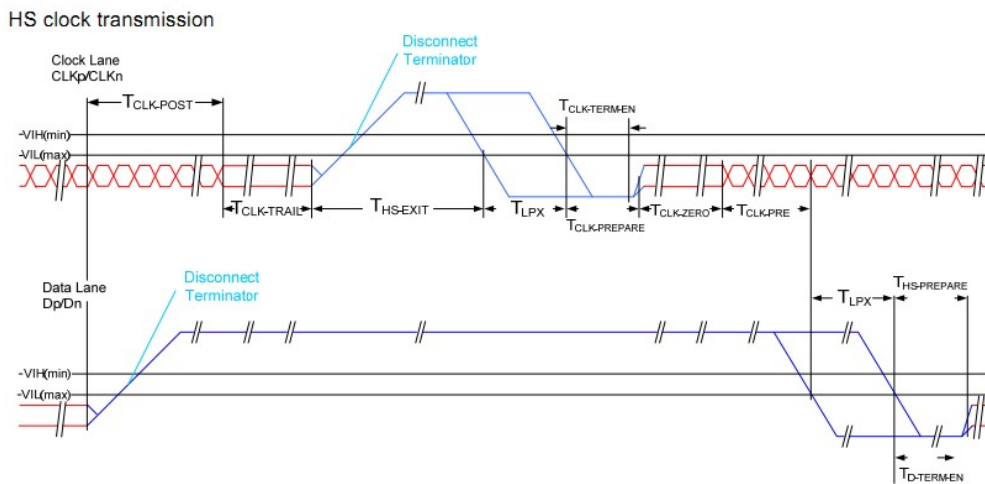 HS clock transmission
Clock Lane
CLKp/CLKn
Disconnect
Terminator
TCLK-POST
TCLK-TERM-EN
VIH(min)
VIL(max)
TCLK-TRAIL
THS-EXIT
TLPX
TCLK-PREPARE
TCLK-ZERO
TCLK-PRE
Data Lane
Dp/Dn
Disconnect
Terminator
TLPX
THS-PREPARE
VIH(min)
VIL(max)
TD-TERM-EN